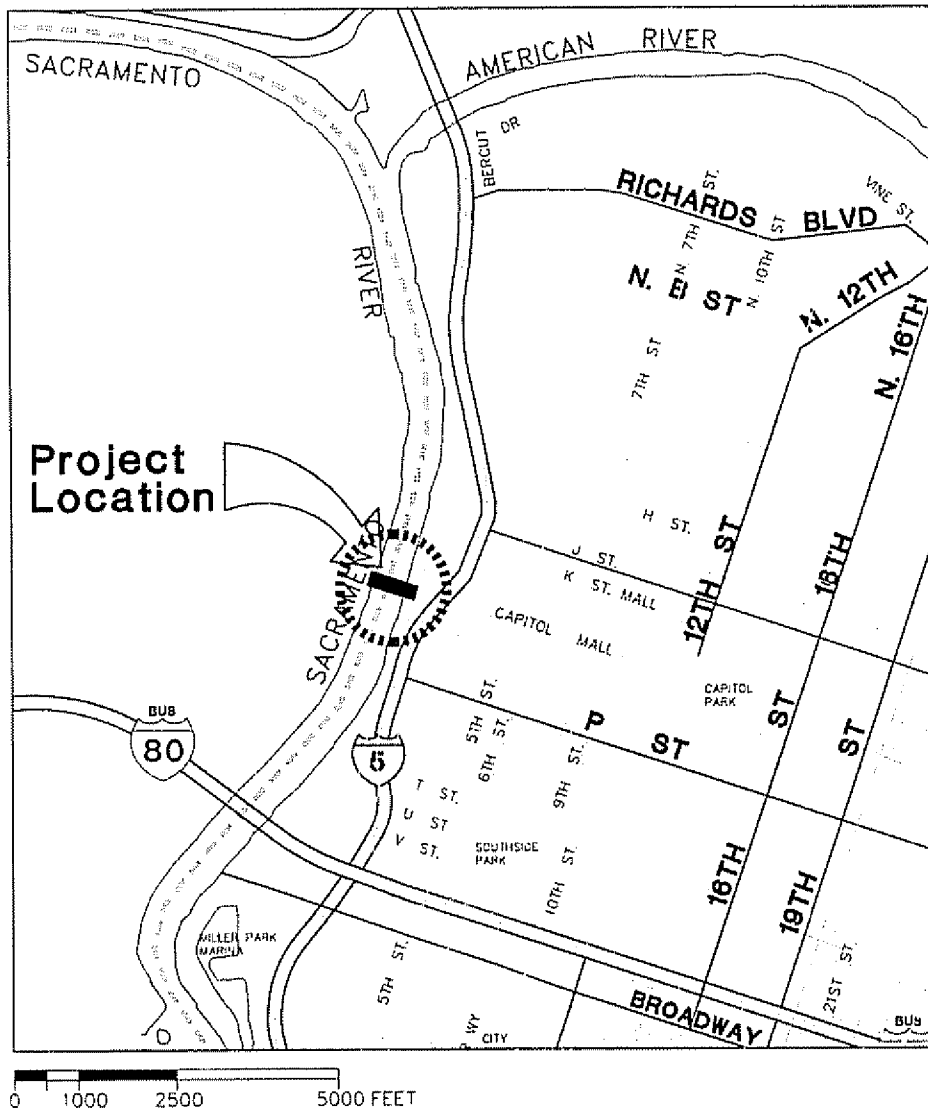 SACRAMENTO
RIVER
AMERICAN RIVER
BERCUT DR
RICHARDS BLVD
VINE ST.
N. 7TH ST.
N. 10TH ST
N. B ST
N. 12TH
N. 16TH
7TH ST
Project
Location
SACRAMENTO
H ST.
J ST.
K ST. MALL
CAPITOL MALL
12TH ST
16TH ST
ST
CAPITOL
PARK
P ST
BUS
80
5
5TH ST.
6TH ST.
9TH ST.
T ST.
U ST
V ST.
SOUTHSIDE
PARK
10TH ST.
16TH
19TH
MILLER PARK
MARINA
5TH ST.
21ST ST.
BROADWAY
WY
CITY
BUS
0 1000 2500 5000 FEET